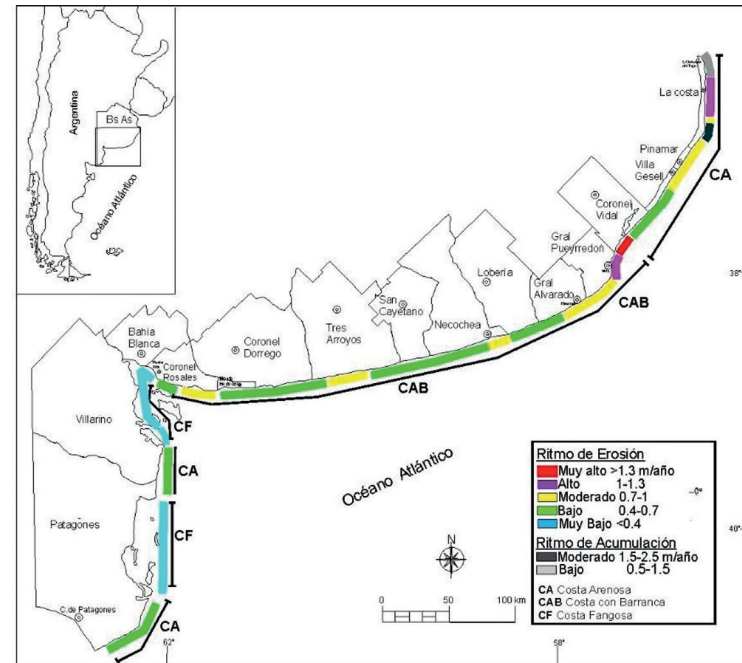 Argentina
Bs As
Océano Atlántico
La costa
Pinamar
Villa
Gesell
CA
Coronel
Vidal
Gral
Pueyrredón
38°
Lobería
Gral
Alvarado
CAB
San
Cayetano
Necochea
Tres
Arroyos
Bahía
Blanca
Coronel
Dorrego
Coronel
Rosales
CAB
Villarino
CF
CA
Océano Atlántico
Patagones
CF
C.de Patagones
CA
62°
58°
40°
N
0 50 100 km
Ritmo de Erosión
Muy alto >1.3 m/año
Alto 1-1.3
Moderado 0.7-1
Bajo 0.4-0.7
Muy Bajo <0.4
Ritmo de Acumulación
Moderado 1.5-2.5 m/año
Bajo 0.5-1.5
CA Costa Arenosa
CAB Costa con Barranca
CF Costa Fangosa